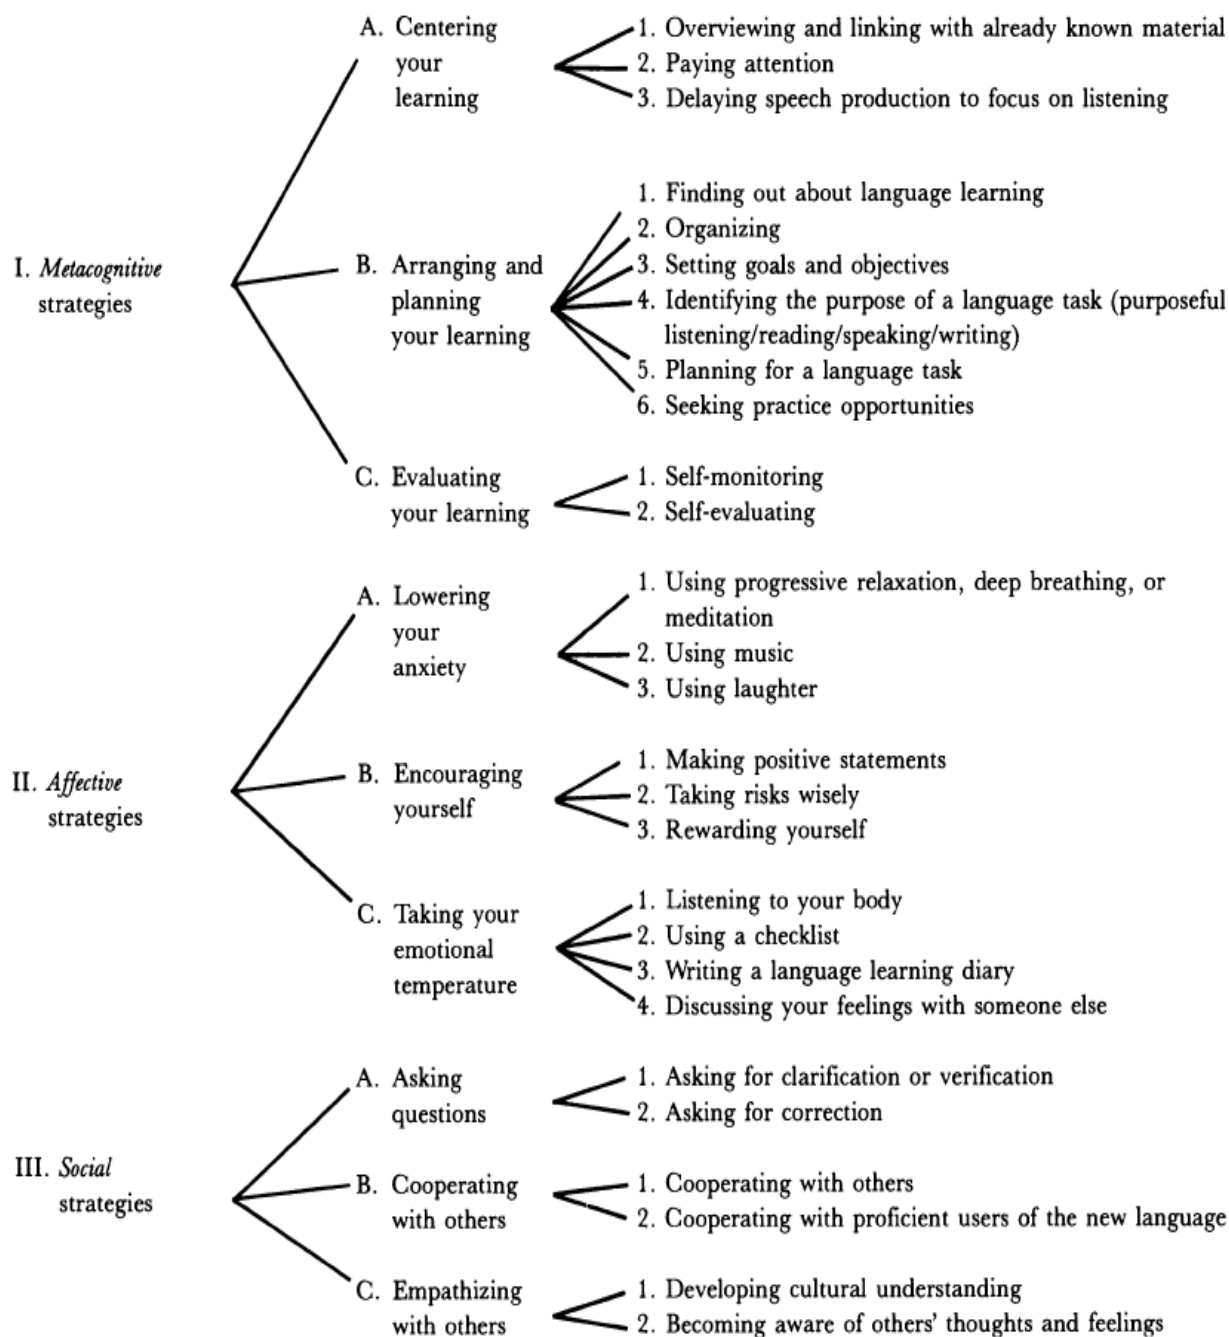 A. Centering
your
learning
1. Overviewing and linking with already known material
2. Paying attention
3. Delaying speech production to focus on listening
I. Metacognitive
strategies
B. Arranging and
planning
your learning
1. Finding out about language learning
2. Organizing
3. Setting goals and objectives
4. Identifying the purpose of a language task (purposeful
listening/reading/speaking/writing)
5. Planning for a language task
6. Seeking practice opportunities
C. Evaluating
your learning
1. Self-monitoring
2. Self-evaluating
A. Lowering
your
anxiety
1. Using progressive relaxation, deep breathing, or
meditation
2. Using music
3. Using laughter
II. Affective
strategies
B. Encouraging
yourself
1. Making positive statements
2. Taking risks wisely
3. Rewarding yourself
C. Taking your
emotional
temperature
1. Listening to your body
2. Using a checklist
3. Writing a language learning diary
4. Discussing your feelings with someone else
A. Asking
questions
1. Asking for clarification or verification
2. Asking for correction
III. Social
strategies
B. Cooperating
with others
1. Cooperating with others
2. Cooperating with proficient users of the new language
C. Empathizing
with others
1. Developing cultural understanding
2. Becoming aware of others' thoughts and feelings